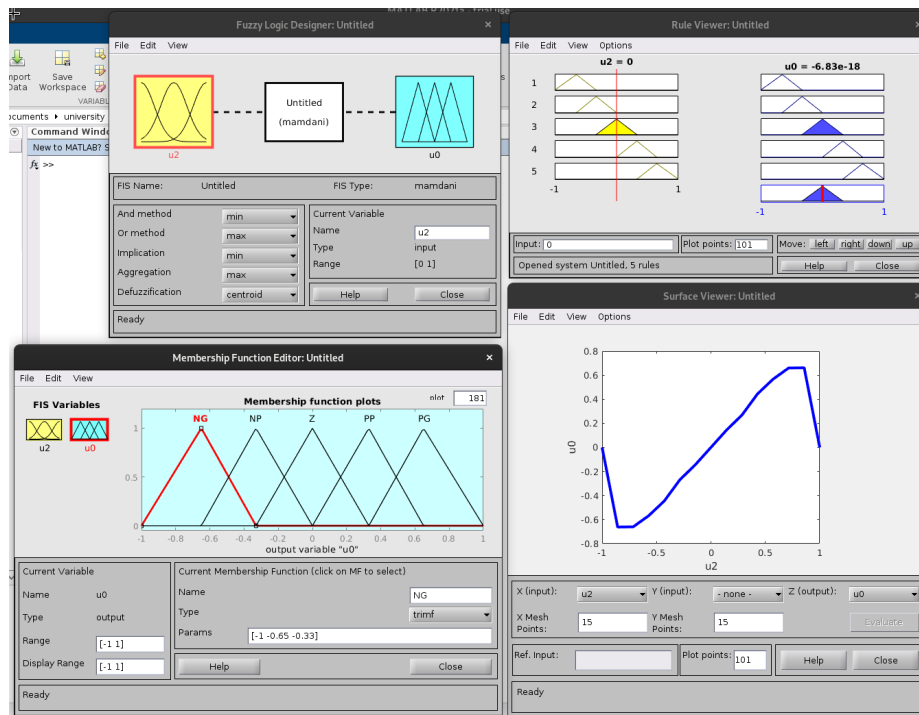 Fuzzy Logic Designer: Untitled
×
File Edit View
Import Data
Save Workspace
VARIABL
ocuments ▸ university
Command Windo
New to MATLAB? S
fx >>
u2
Untitled
(mamdani)
u0
FIS Name: Untitled FIS Type: mamdani
And method min
Or method max
Implication min
Aggregation max
Defuzzification centroid
Current Variable
Name u2
Type input
Range [0 1]
Help Close
Ready
Rule Viewer: Untitled
×
File Edit View Options
u2 = 0
u0 = -6.83e-18
1
2
3
4
5
-1 1
-1 1
Input: 0 Plot points: 101 Move: left right down up
Opened system Untitled, 5 rules Help Close
Membership Function Editor: Untitled
×
File Edit View
FIS Variables
u2
u0
Membership function plots
plot 181
NG NP Z PP PG
1
0.5
0
-1 -0.8 -0.6 -0.4 -0.2 0 0.2 0.4 0.6 0.8 1
output variable "u0"
Current Variable
Name u0
Type output
Range [-1 1]
Display Range [-1 1]
Current Membership Function (click on MF to select)
Name NG
Type trimf
Params [-1 -0.65 -0.33]
Help Close
Ready
Surface Viewer: Untitled
×
File Edit View Options
0.8
0.6
0.4
0.2
0
-0.2
-0.4
-0.6
-0.8
u0
-1 -0.5 0 0.5 1
u2
X (input): u2 Y (input): - none - Z (output): u0
X Mesh Points: 15 Y Mesh Points: 15 Evaluate
Ref. Input: Plot points: 101 Help Close
Ready